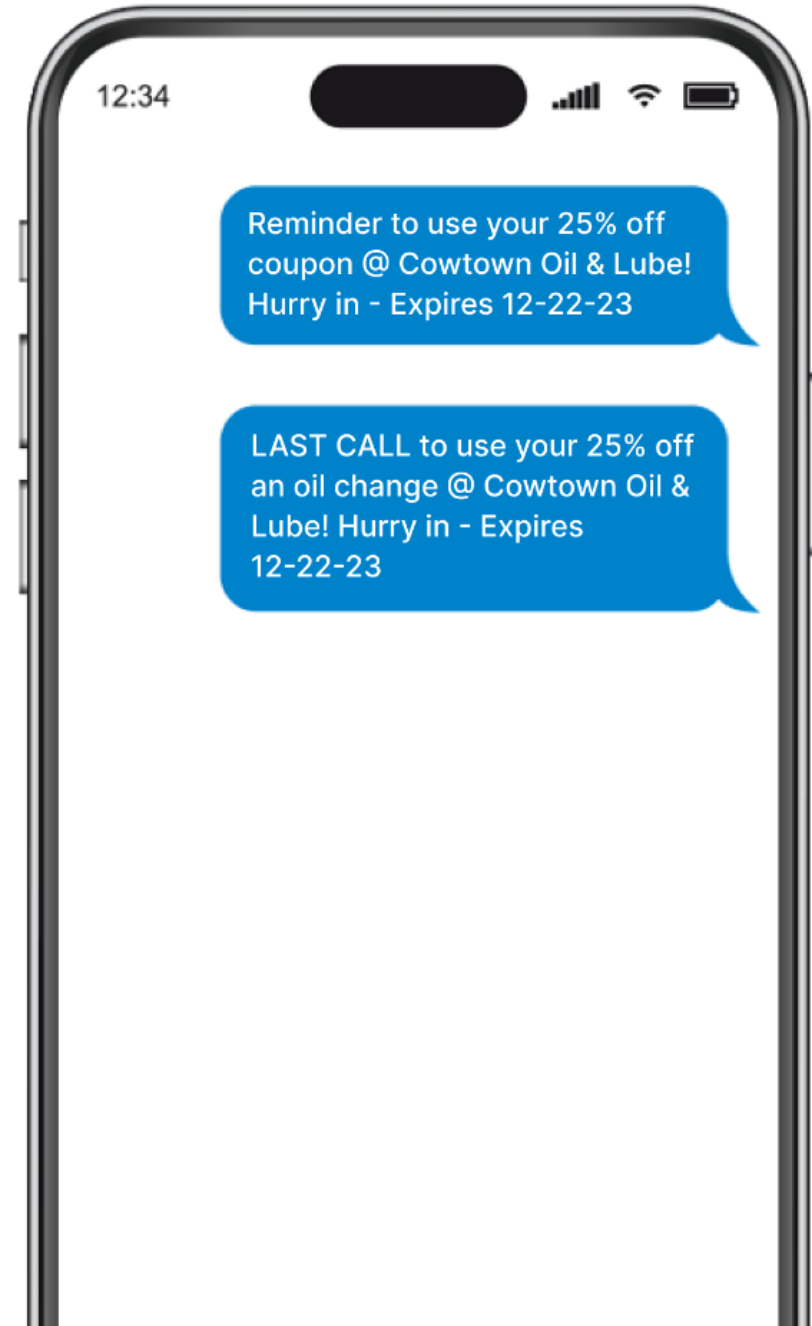 12:34
Reminder to use your 25% off
coupon @ Cowtown Oil & Lube!
Hurry in - Expires 12-22-23
LAST CALL to use your 25% off
an oil change @ Cowtown Oil &
Lube! Hurry in - Expires
12-22-23